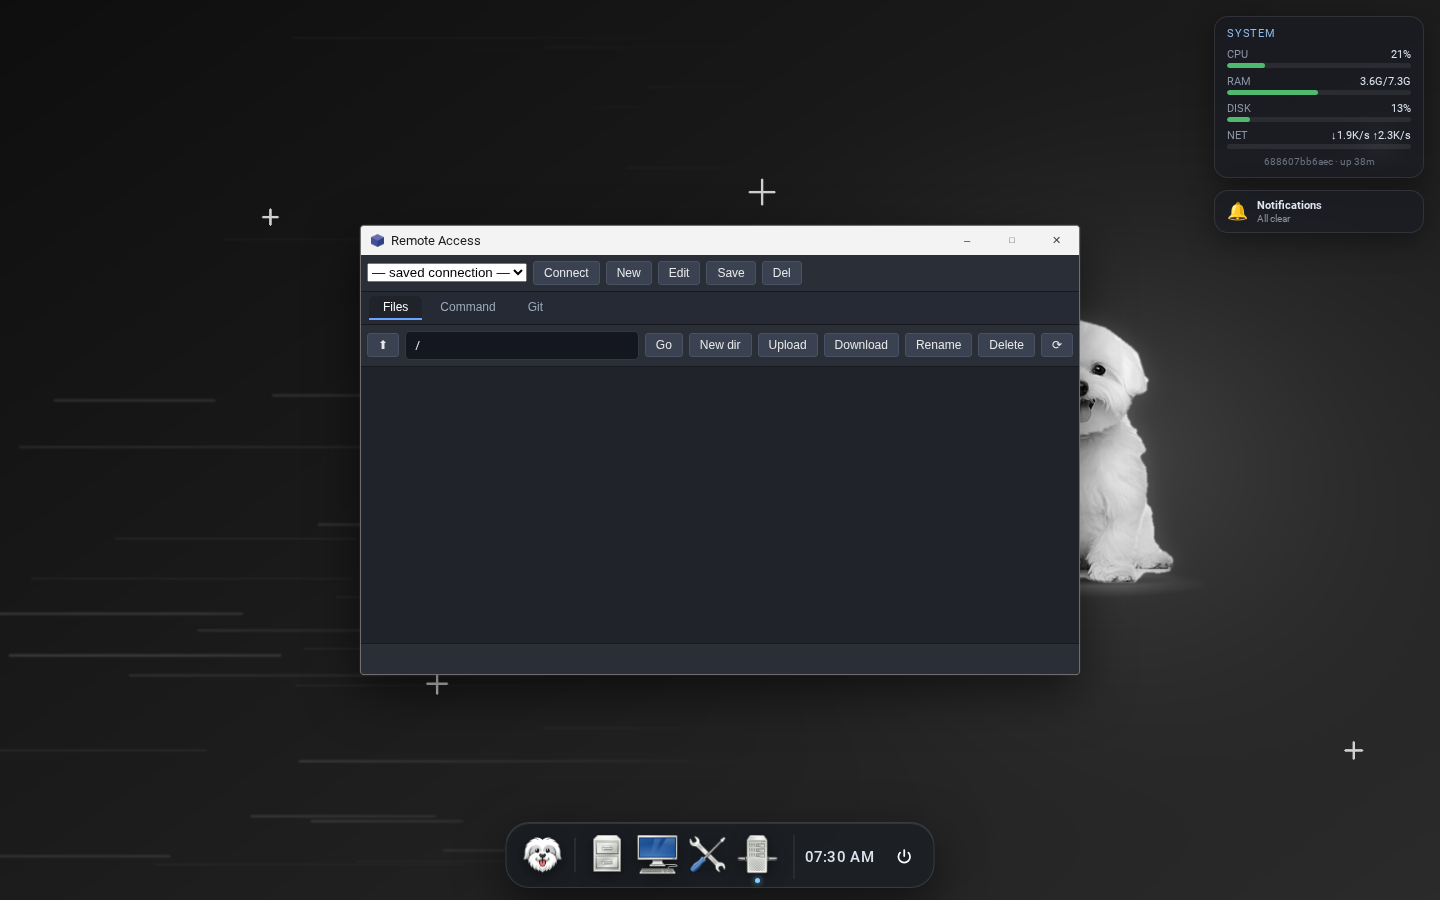 SYSTEM
CPU 21%
RAM 3.6G/7.3G
DISK 13%
NET ↓1.9K/s ↑2.3K/s
688607bb6aec · up 38m
Notifications
All clear
Remote Access
— saved connection — Connect New Edit Save Del
Files Command Git
/ Go New dir Upload Download Rename Delete
07:30 AM